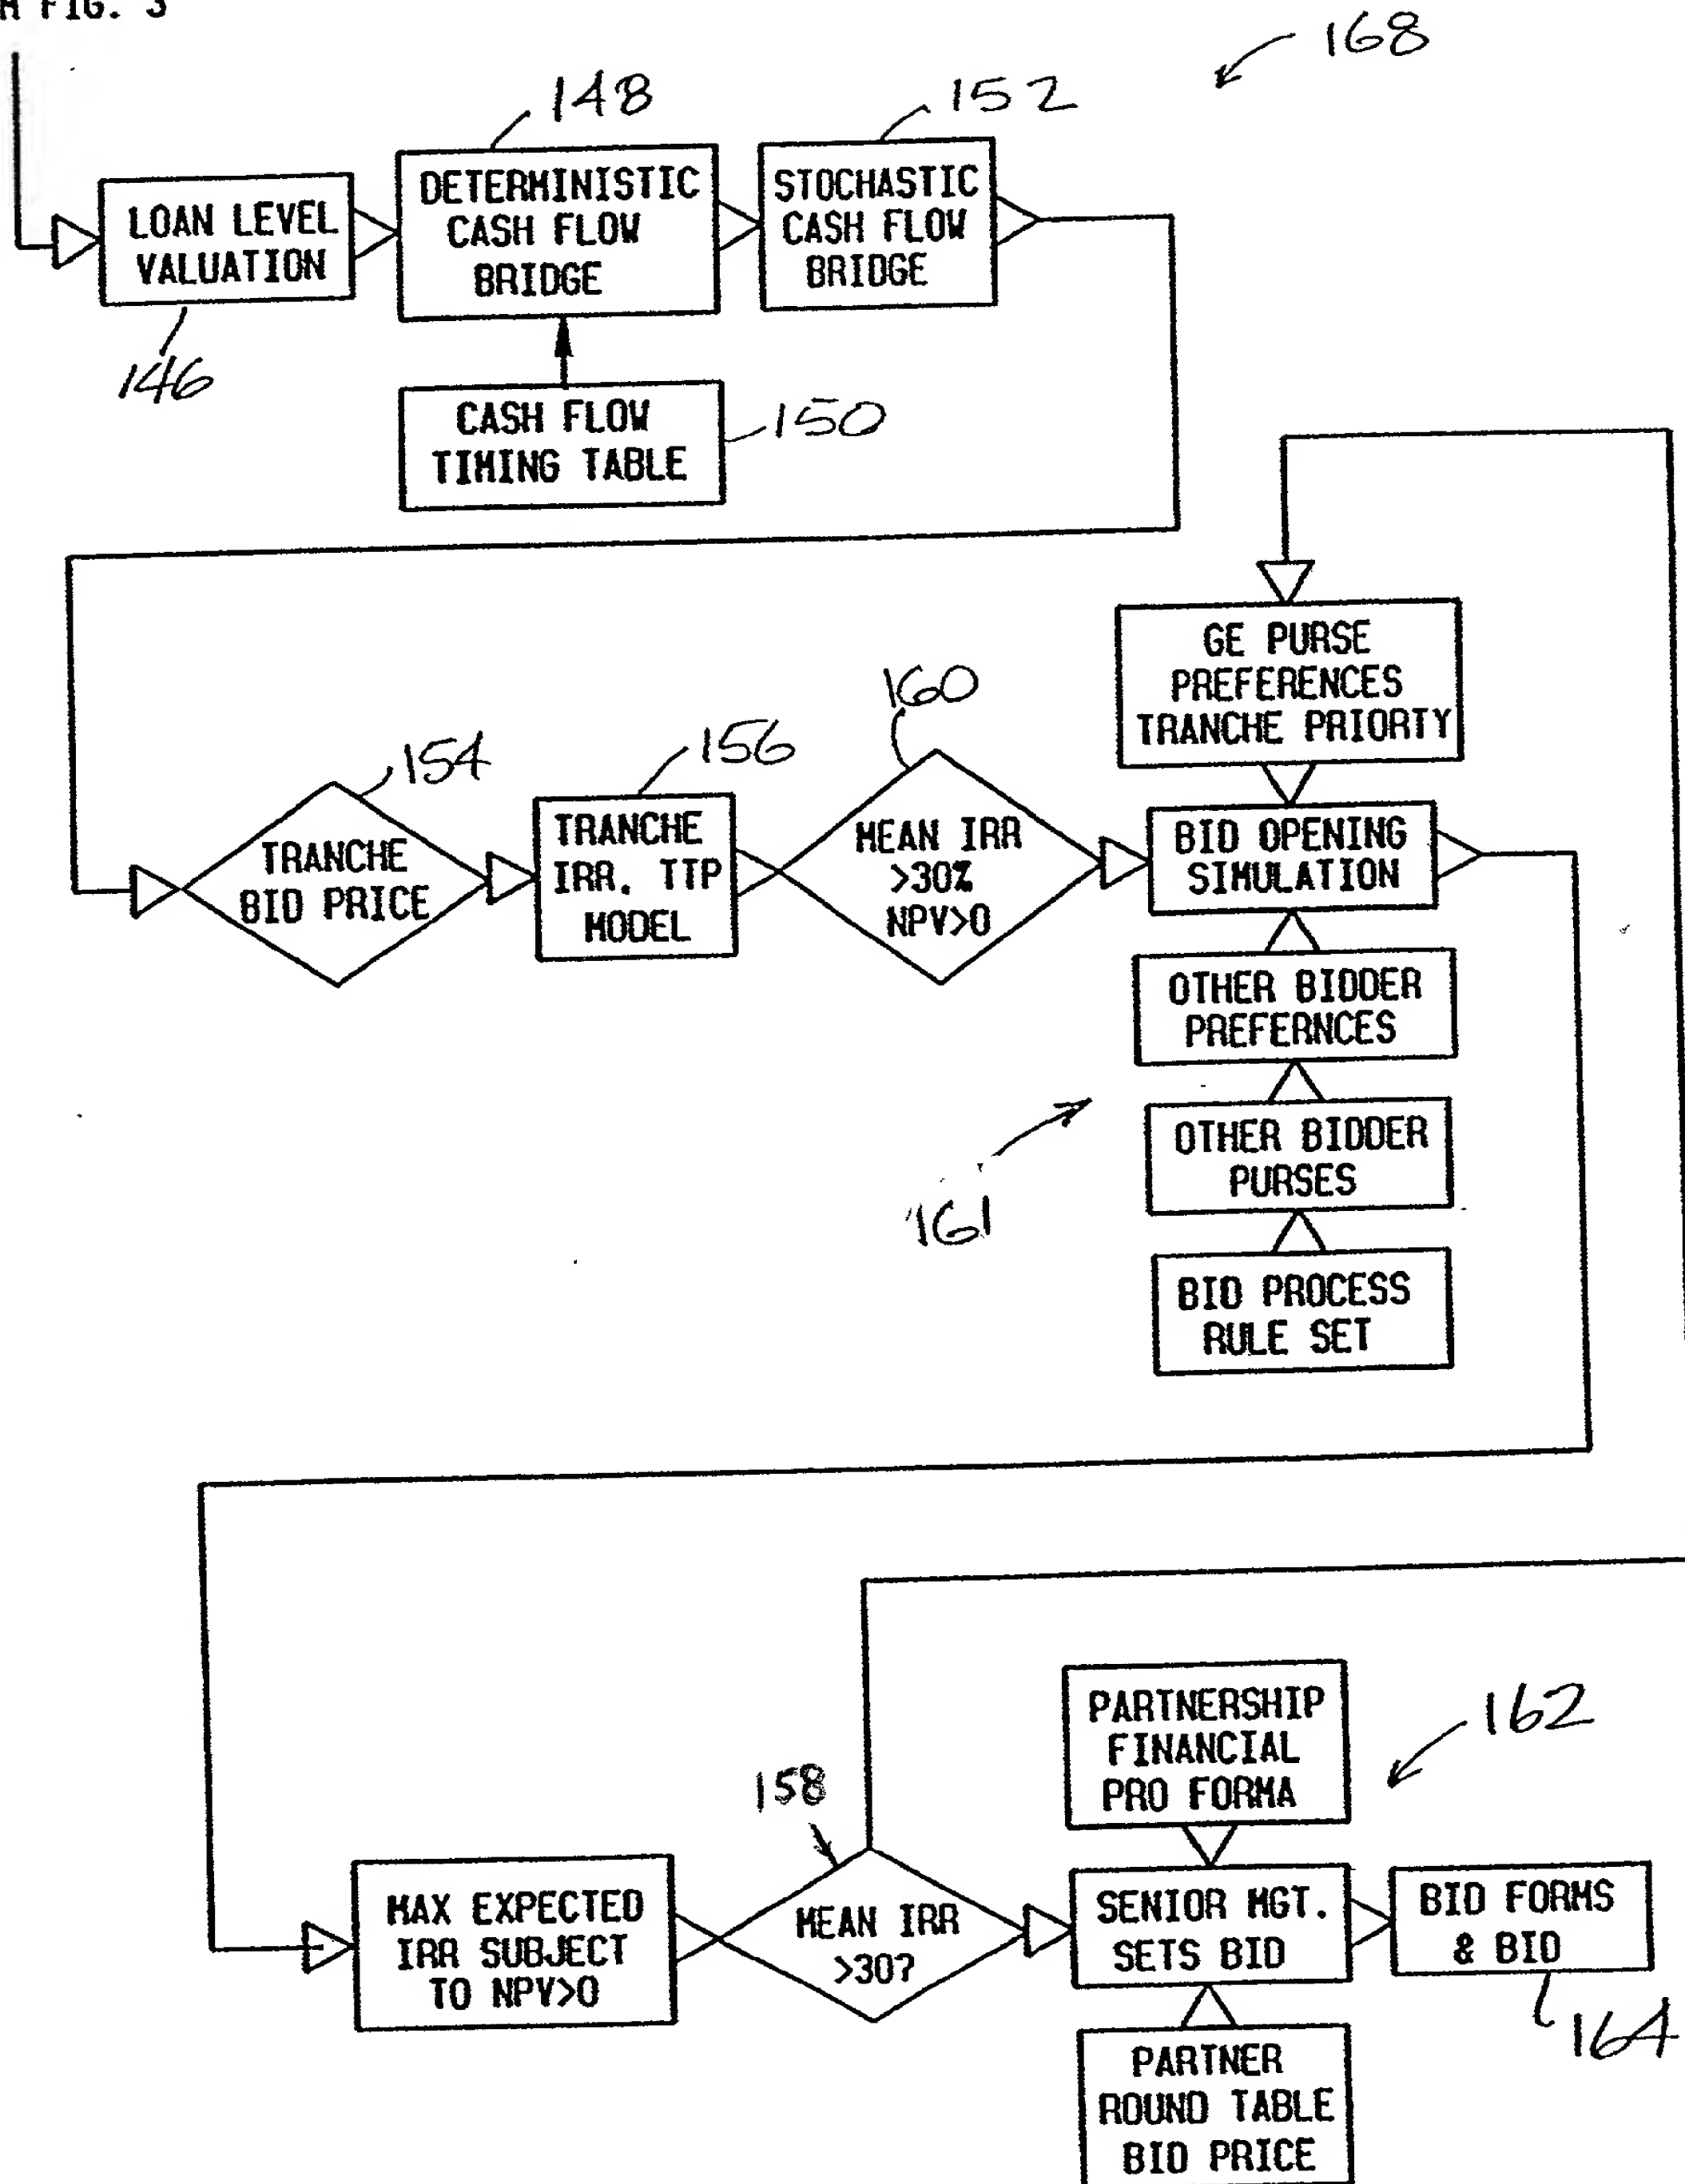 FIG. 3
168
148
152
LOAN LEVEL
VALUATION
DETERMINISTIC
CASH FLOW
BRIDGE
STOCHASTIC
CASH FLOW
BRIDGE
146
CASH FLOW
TIMING TABLE
150
GE PURSE
PREFERENCES
TRANCHE PRIORTY
154
TRANCHE
BID PRICE
156
TRANCHE
IRR. TTP
MODEL
160
MEAN IRR
>30%
NPV>0
BID OPENING
SIMULATION
OTHER BIDDER
PREFERNCES
OTHER BIDDER
PURSES
161
BID PROCESS
RULE SET
MAX EXPECTED
IRR SUBJECT
TO NPV>0
158
MEAN IRR
>30?
PARTNERSHIP
FINANCIAL
PRO FORMA
162
SENIOR MGT.
SETS BID
BID FORMS
& BID
164
PARTNER
ROUND TABLE
BID PRICE